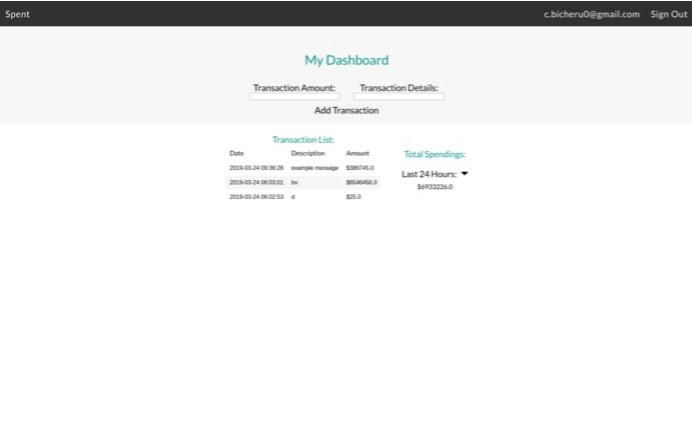 Spent
c.bicheru0@gmail.com Sign Out
My Dashboard
Transaction Amount: Transaction Details:
Add Transaction
Transaction List:
Date Description Amount
2019-03-24 09:36:28 example message $386745.0
2019-03-24 06:03:01 bv $6546456.0
2019-03-24 06:02:53 d $25.0
Total Spendings:
Last 24 Hours:
$6933226.0